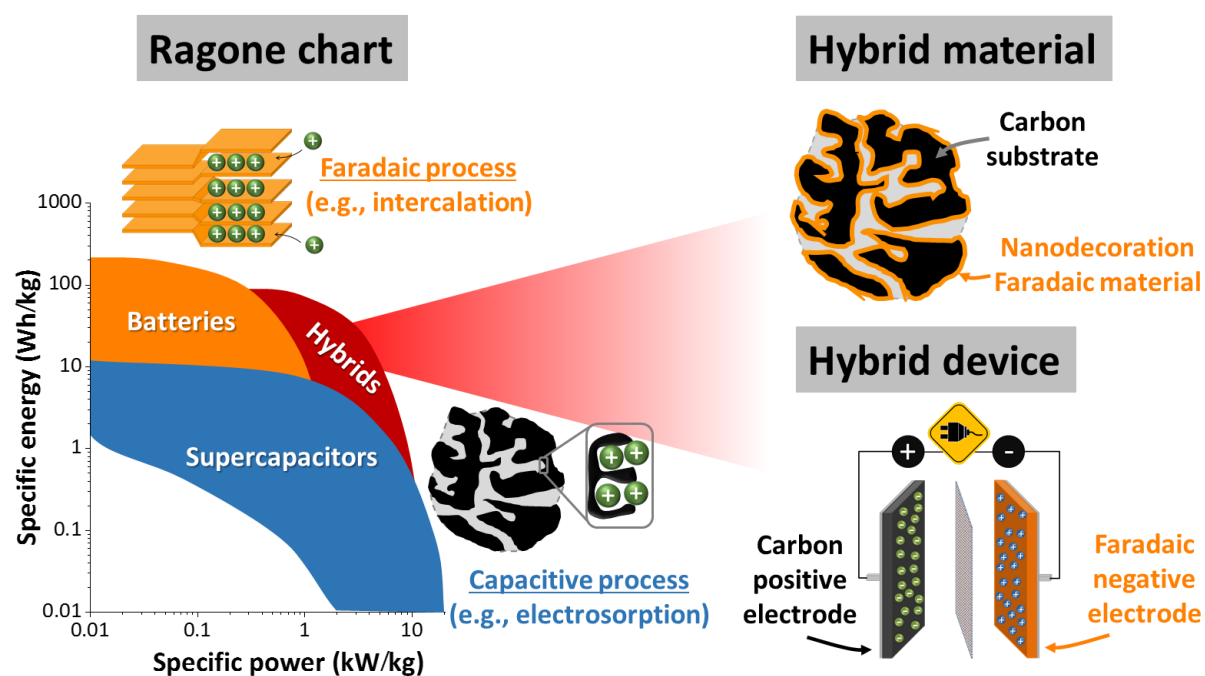 Ragone chart
Faradaic process
(e.g., intercalation)
Specific energy (Wh/kg)
1000
100
10
1
0.1
0.01
Batteries
Hybrids
Supercapacitors
0.01
0.1
1
10
Specific power (kW/kg)
Capacitive process
(e.g., electrosorption)
Hybrid material
Carbon
substrate
Nanodecoration
Faradaic material
Hybrid device
+
-
Carbon
positive
electrode
Faradaic
negative
electrode